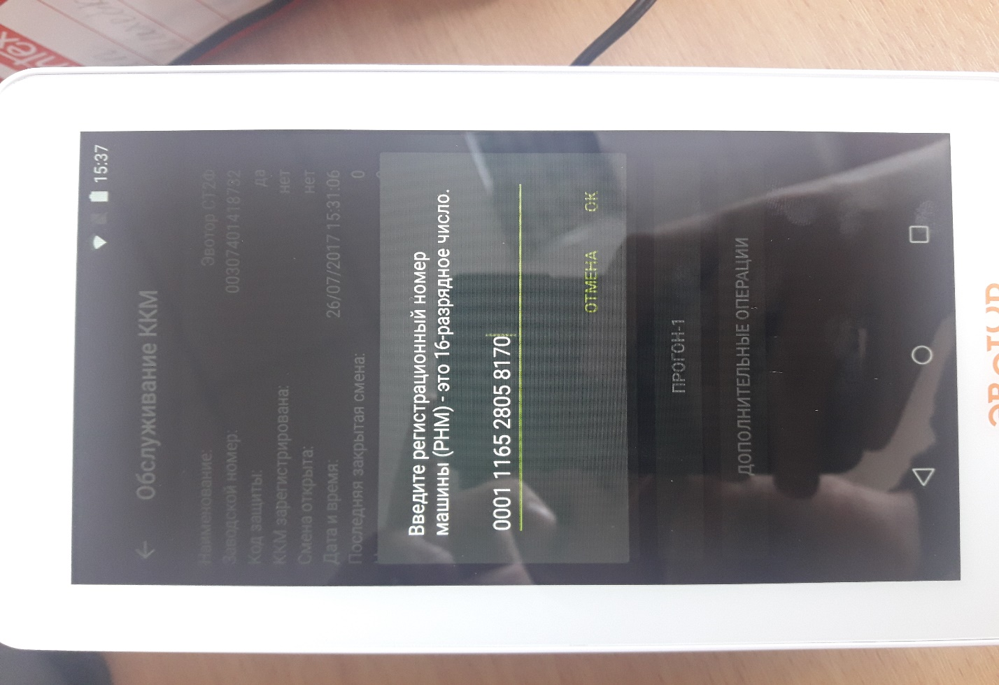 15:37
Обслуживание ККМ
Наименование: Эвотор СТ2Ф
Заводской номер: 00307401418732
Код защиты: да
ККМ зарегистрирована: нет
Смена открыта: нет
Дата и время: 26/07/2017 15:31:06
Последняя закрытая смена: 0
Введите регистрационный номер
машины (РНМ) - это 16-разрядное число.
0001 1165 2805 8170
ОТМЕНА ОК
ПРОГОН-1
ДОПОЛНИТЕЛЬНЫЕ ОПЕРАЦИИ